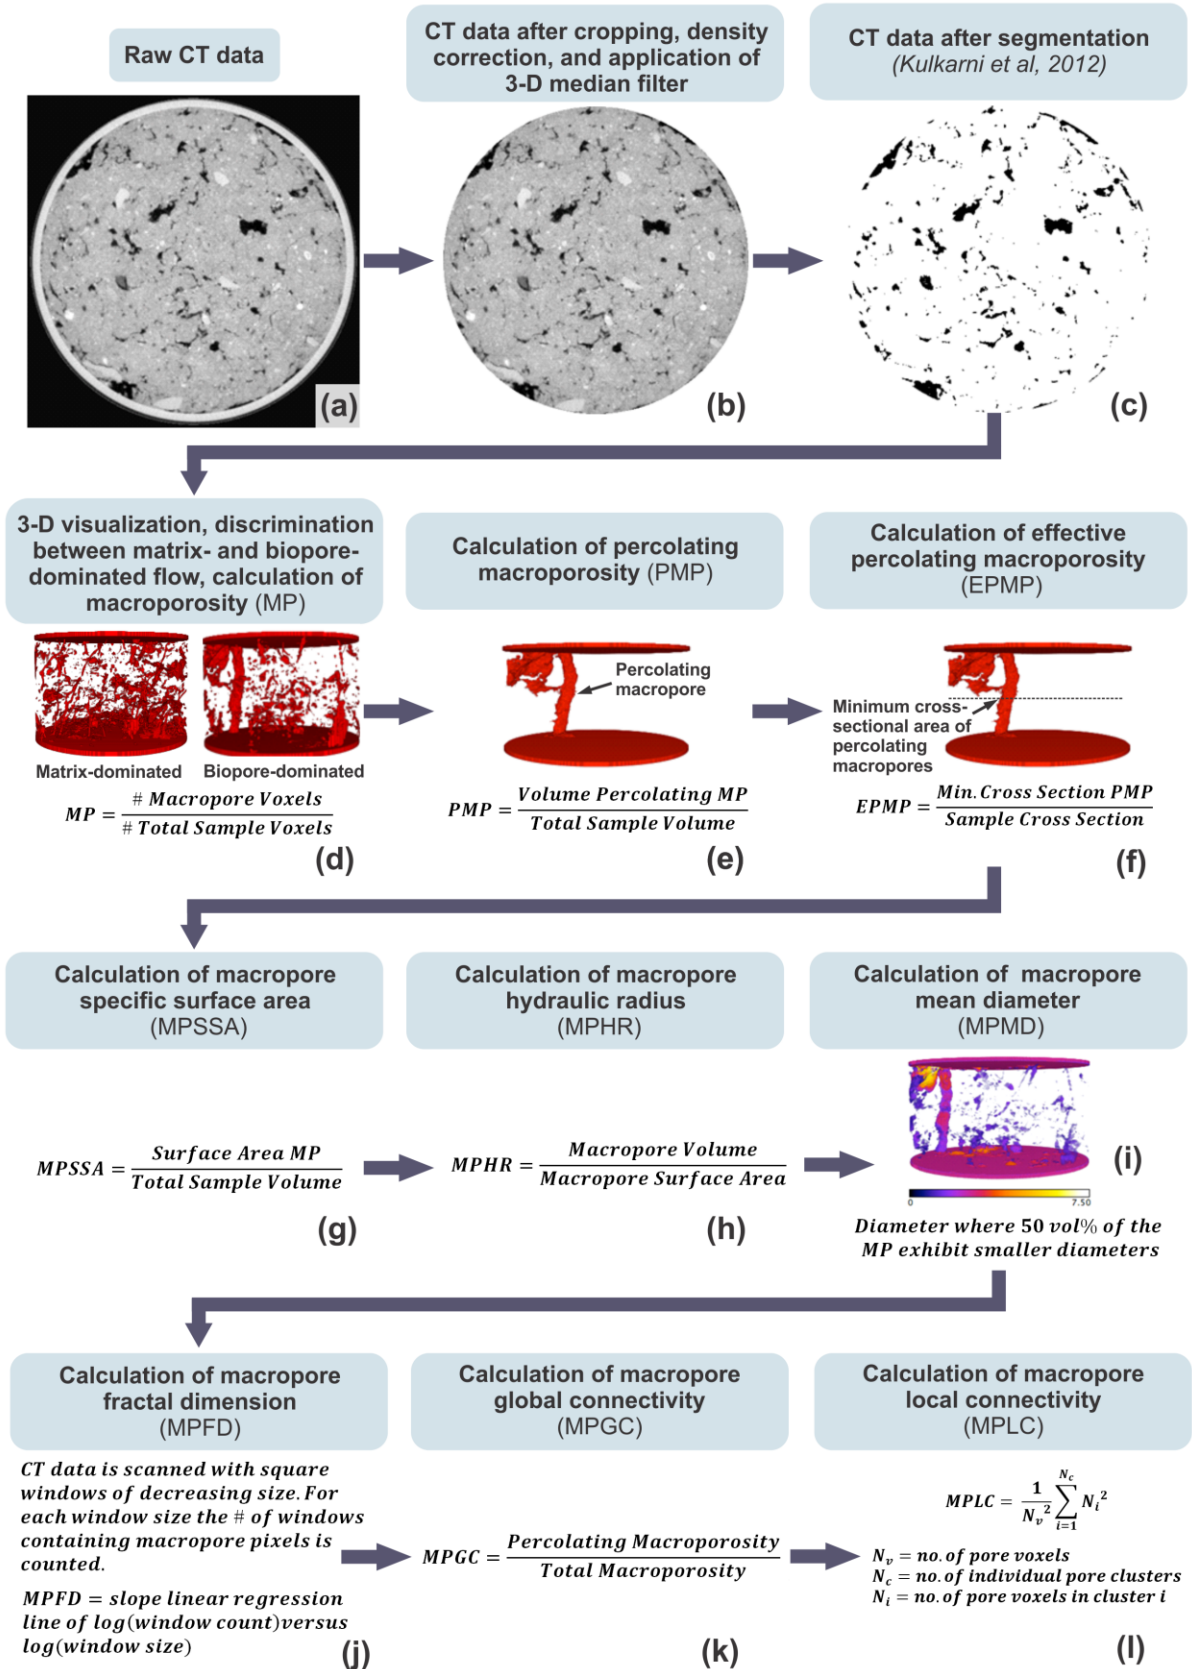 Raw CT data
CT data after cropping, density
correction, and application of
3-D median filter
CT data after segmentation
(Kulkarni et al, 2012)
(a)
(b)
(c)
3-D visualization, discrimination
between matrix- and biopore-
dominated flow, calculation of
macroporosity (MP)
Calculation of percolating
macroporosity (PMP)
Calculation of effective
percolating macroporosity
(EPMP)
Matrix-dominated
Biopore-dominated
Percolating
macropore
Minimum cross-
sectional area of
percolating
macropores
MP = # Macropore Voxels / # Total Sample Voxels
(d)
PMP = Volume Percolating MP / Total Sample Volume
(e)
EPMP = Min. Cross Section PMP / Sample Cross Section
(f)
Calculation of macropore
specific surface area
(MPSSA)
Calculation of macropore
hydraulic radius
(MPHR)
Calculation of macropore
mean diameter
(MPMD)
MPSSA = Surface Area MP / Total Sample Volume
(g)
MPHR = Macropore Volume / Macropore Surface Area
(h)
(i)
0 7.50
Diameter where 50 vol% of the
MP exhibit smaller diameters
Calculation of macropore
fractal dimension
(MPFD)
Calculation of macropore
global connectivity
(MPGC)
Calculation of macropore
local connectivity
(MPLC)
CT data is scanned with square
windows of decreasing size. For
each window size the # of windows
containing macropore pixels is
counted.
MPFD = slope linear regression
line of log(window count)versus
log(window size)
(j)
MPGC = Percolating Macroporosity / Total Macroporosity
(k)
MPLC = 1/N_v² ∑_{i=1}^{N_c} N_i²
N_v = no. of pore voxels
N_c = no. of individual pore clusters
N_i = no. of pore voxels in cluster i
(l)